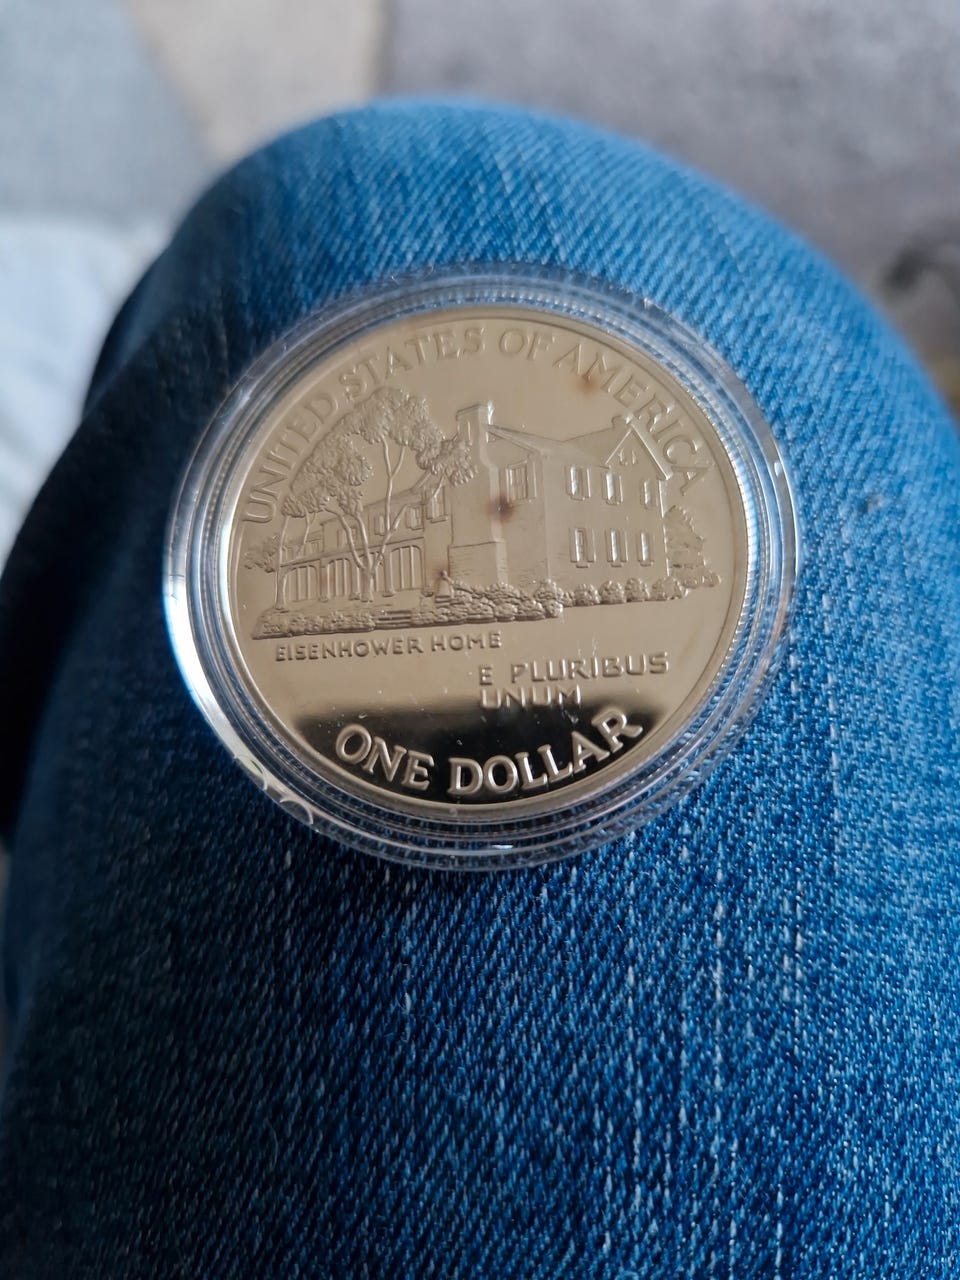 UNITED STATES OF AMERICA
EISENHOWER HOME
E PLURIBUS
UNUM
ONE DOLLAR